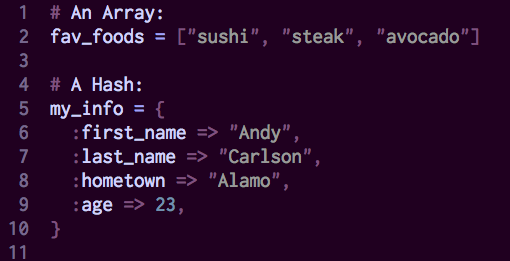 1 # An Array:
2 fav_foods = ["sushi", "steak", "avocado"]
3
4 # A Hash:
5 my_info = {
6   :first_name => "Andy",
7   :last_name => "Carlson",
8   :hometown => "Alamo",
9   :age => 23,
10 }
11